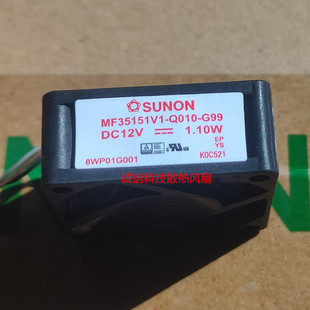 SUNON
MF35151V1-Q010-G99
DC12V 1.10W
EP
YS
8WP01G001 K0C521